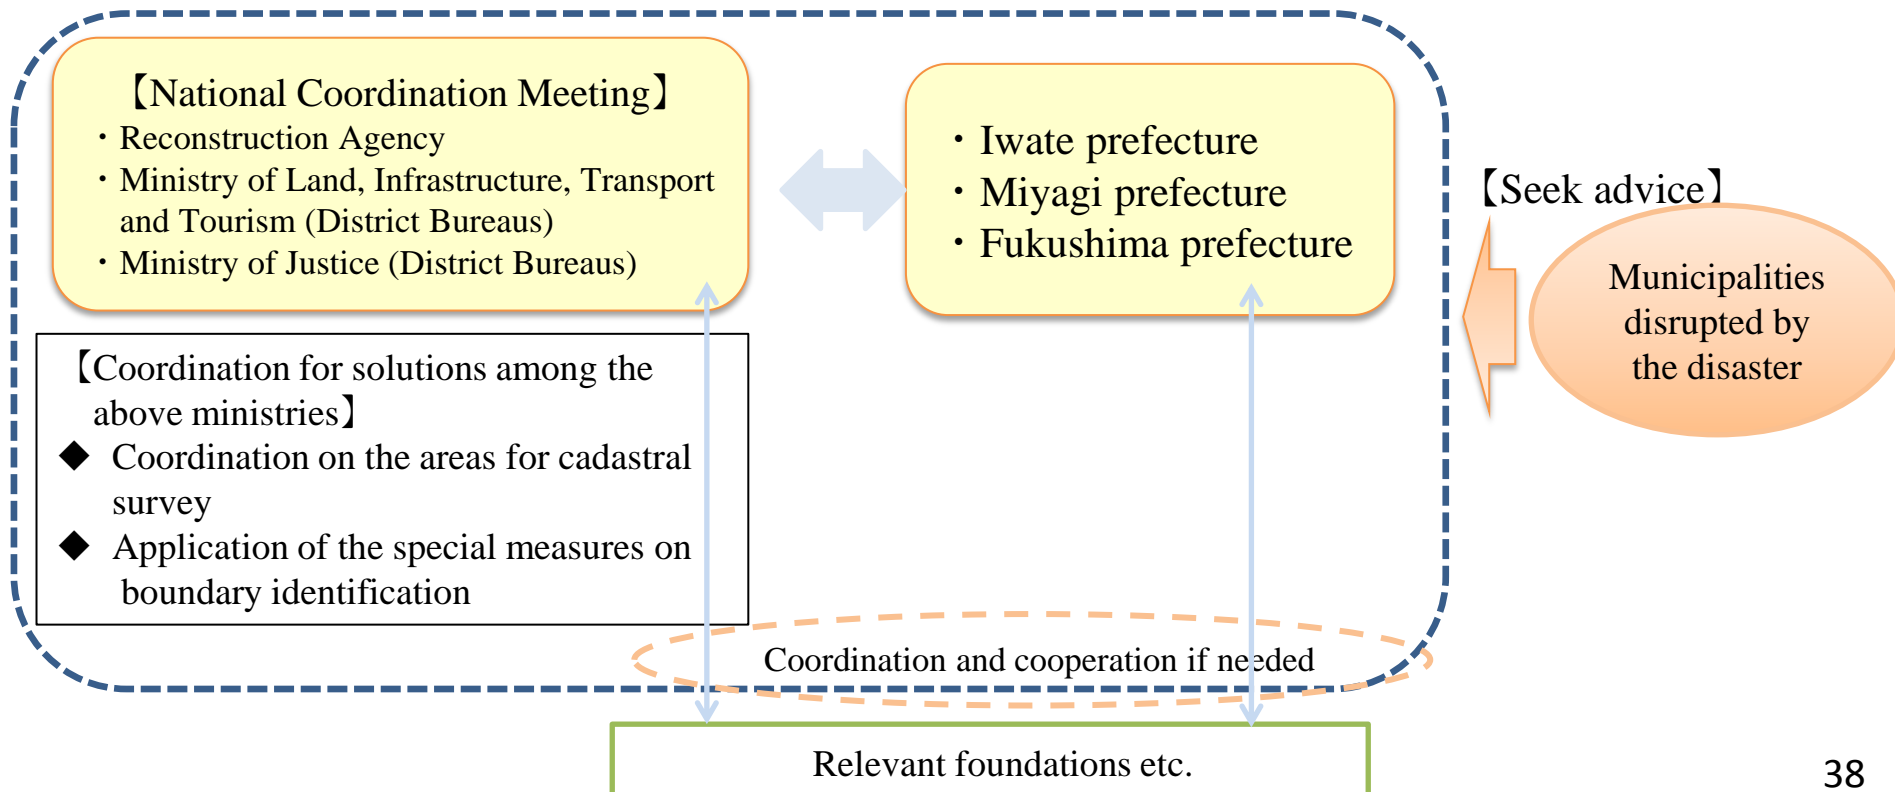 【National Coordination Meeting】
・Reconstruction Agency
・Ministry of Land, Infrastructure, Transport
and Tourism (District Bureaus)
・Ministry of Justice (District Bureaus)
・Iwate prefecture
・Miyagi prefecture
・Fukushima prefecture
【Seek advice】
Municipalities
disrupted by
the disaster
【Coordination for solutions among the
above ministries】
◆ Coordination on the areas for cadastral
survey
◆ Application of the special measures on
boundary identification
Coordination and cooperation if needed
Relevant foundations etc.
38